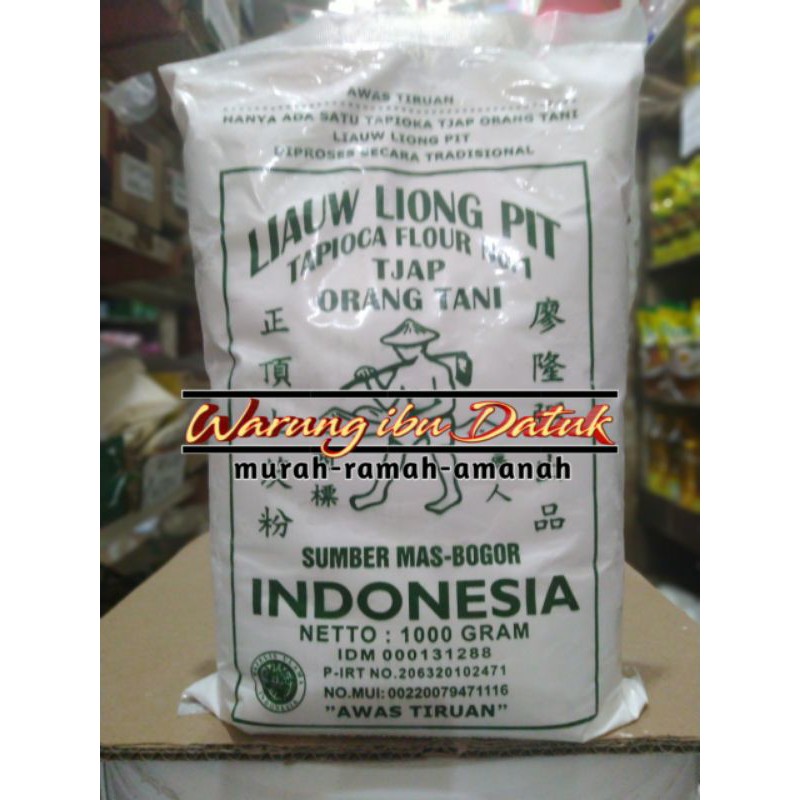 AWAS TIRUAN
HANYA ADA SATU TAPIOKA TJAP ORANG TANI
LIAUW LIONG PIT
DIPROSES SECARA TRADISIONAL
LIAUW LIONG PIT
TAPIOCA FLOUR No.1
TJAP
ORANG TANI
正頂
粉
廖隆
品
標
人
Warung ibu Datuk
murah-ramah-amanah
SUMBER MAS-BOGOR
INDONESIA
NETTO : 1000 GRAM
IDM 000131288
P-IRT NO.206320102471
NO.MUI: 00220079471116
"AWAS TIRUAN"